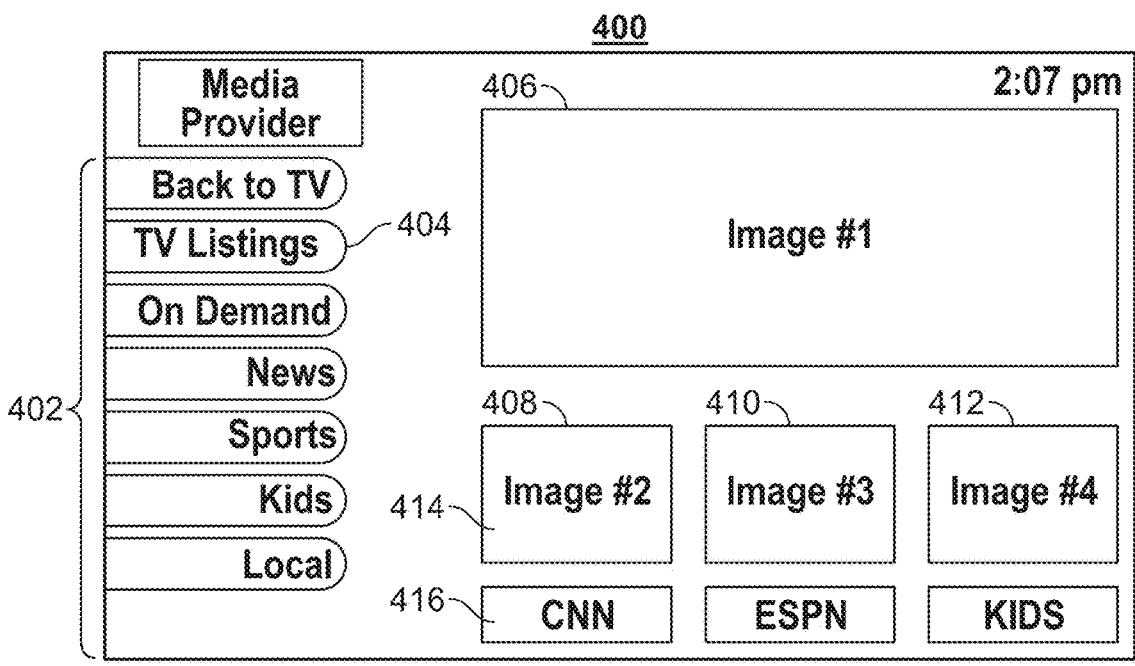 400
Media
Provider
2:07 pm
406
Back to TV
TV Listings
404
On Demand
News
Sports
Kids
Local
402
Image #1
408
410
412
Image #2
Image #3
Image #4
414
416
CNN
ESPN
KIDS